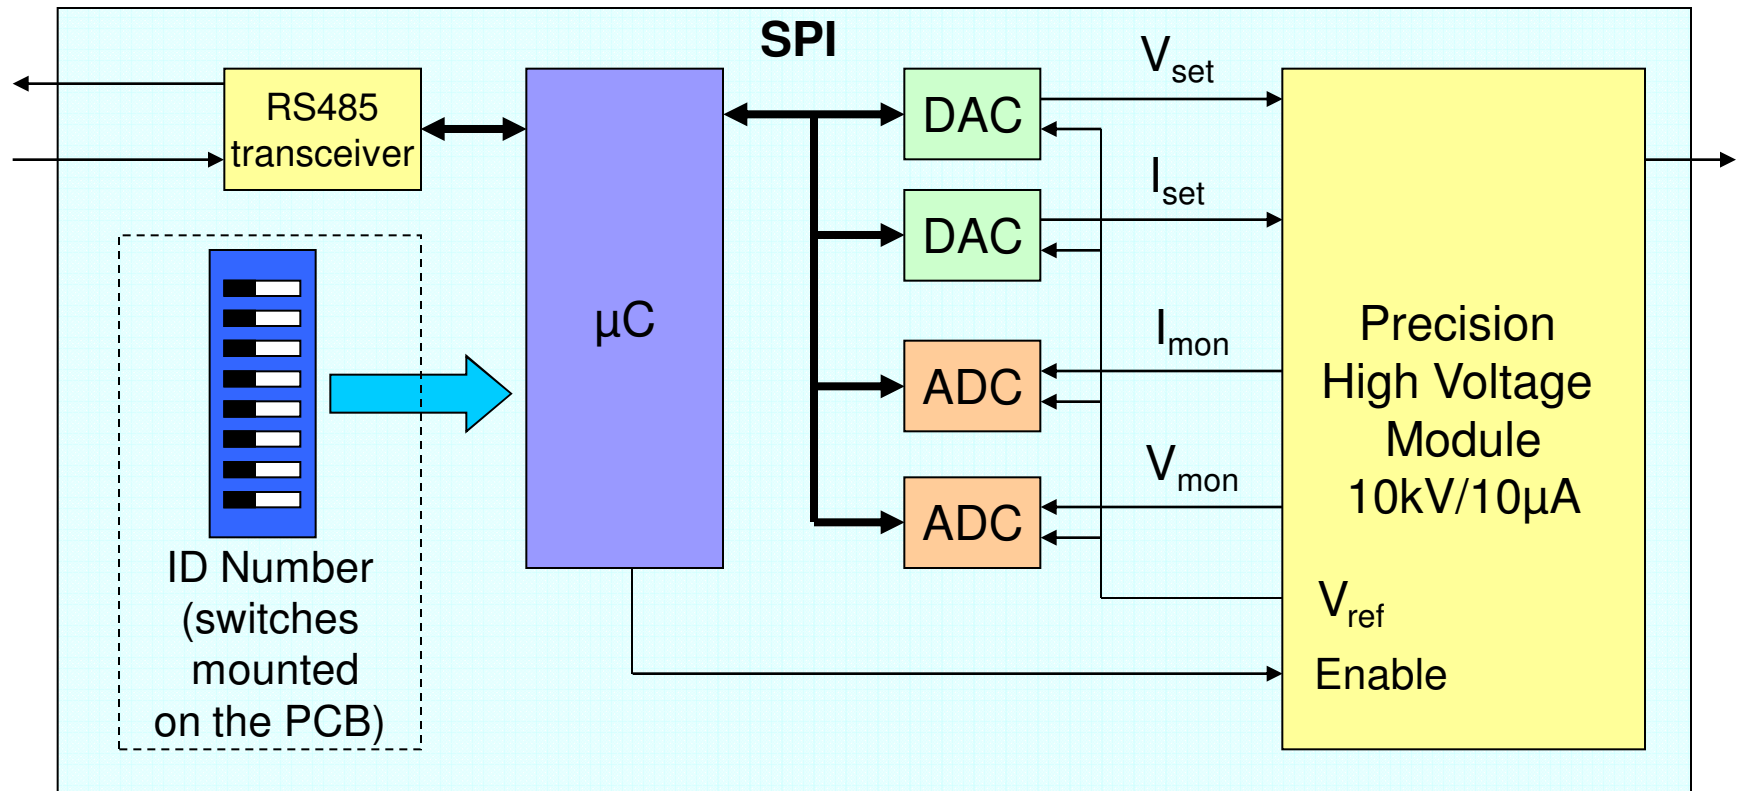 SPI
RS485
transceiver
µC
DAC
DAC
ADC
ADC
Vset
Iset
Imon
Vmon
Precision
High Voltage
Module
10kV/10µA
Vref
Enable
ID Number
(switches
mounted
on the PCB)